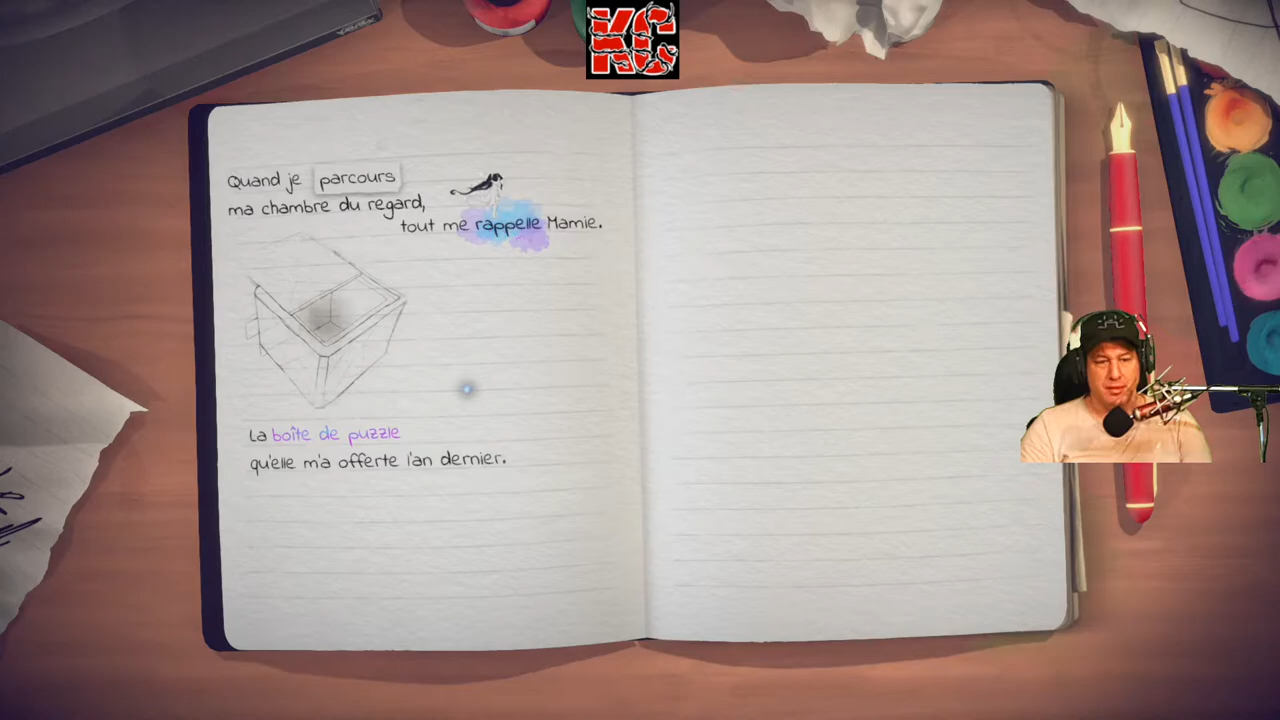 KC
Quand je parcours
ma chambre du regard,
tout me rappelle Mamie.
La boîte de puzzle
qu'elle m'a offerte l'an dernier.